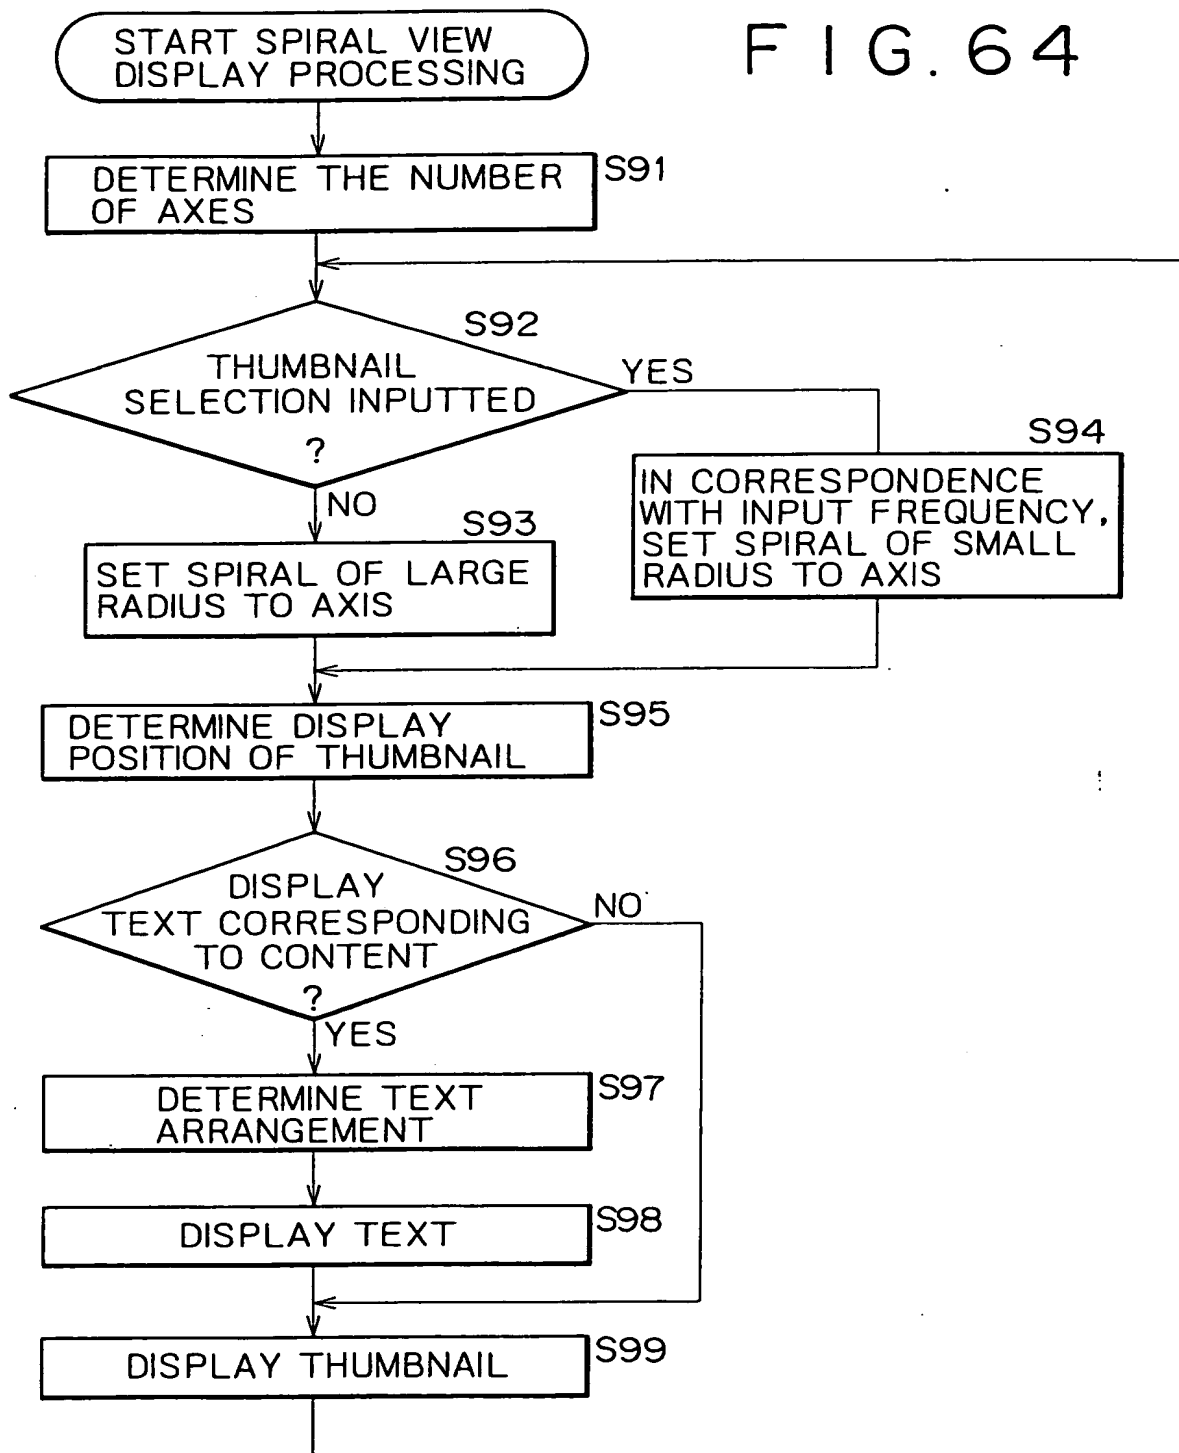 START SPIRAL VIEW
DISPLAY PROCESSING
FIG. 64
DETERMINE THE NUMBER
OF AXES
S91
S92
THUMBNAIL
SELECTION INPUTTED
?
YES
NO
S93
SET SPIRAL OF LARGE
RADIUS TO AXIS
S94
IN CORRESPONDENCE
WITH INPUT FREQUENCY,
SET SPIRAL OF SMALL
RADIUS TO AXIS
DETERMINE DISPLAY
POSITION OF THUMBNAIL
S95
S96
DISPLAY
TEXT CORRESPONDING
TO CONTENT
?
NO
YES
DETERMINE TEXT
ARRANGEMENT
S97
DISPLAY TEXT
S98
DISPLAY THUMBNAIL
S99